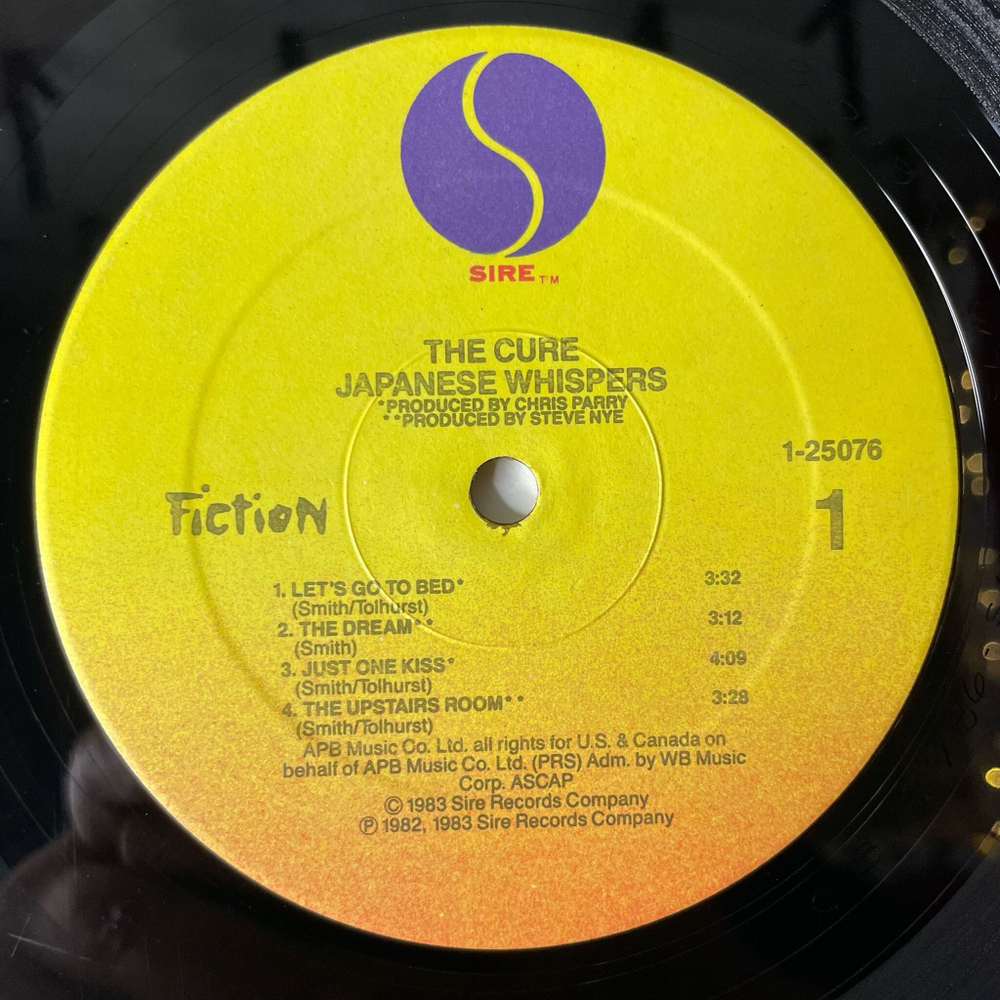 SIRE TM
THE CURE
JAPANESE WHISPERS
*PRODUCED BY CHRIS PARRY
**PRODUCED BY STEVE NYE
1-25076
Fiction
1
1. LET'S GO TO BED* 3:32
(Smith/Tolhurst)
2. THE DREAM** 3:12
(Smith)
3. JUST ONE KISS* 4:09
(Smith/Tolhurst)
4. THE UPSTAIRS ROOM** 3:28
(Smith/Tolhurst)
APB Music Co. Ltd. all rights for U.S. & Canada on
behalf of APB Music Co. Ltd. (PRS) Adm. by WB Music
Corp. ASCAP
© 1983 Sire Records Company
℗ 1982, 1983 Sire Records Company